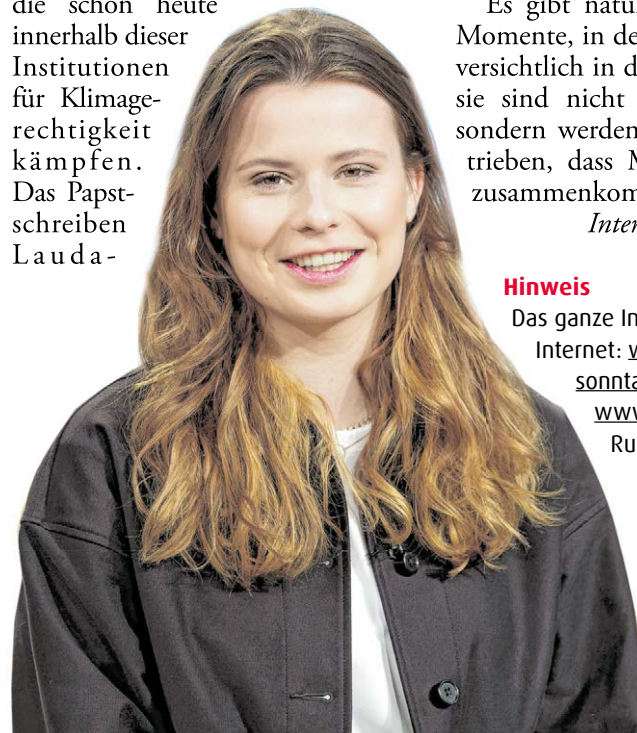 die schon heute
innerhalb dieser
Institutionen
für Klimage-
rechtigkeit
kämpfen.
Das Papst-
schreiben
Lauda-
Es gibt natur
Momente, in de
versichtlich in d
sie sind nicht
sondern werden
trieben, dass M
zusammenkom
Inter
Hinweis
Das ganze In
Internet: w
sonnta
www
Ru